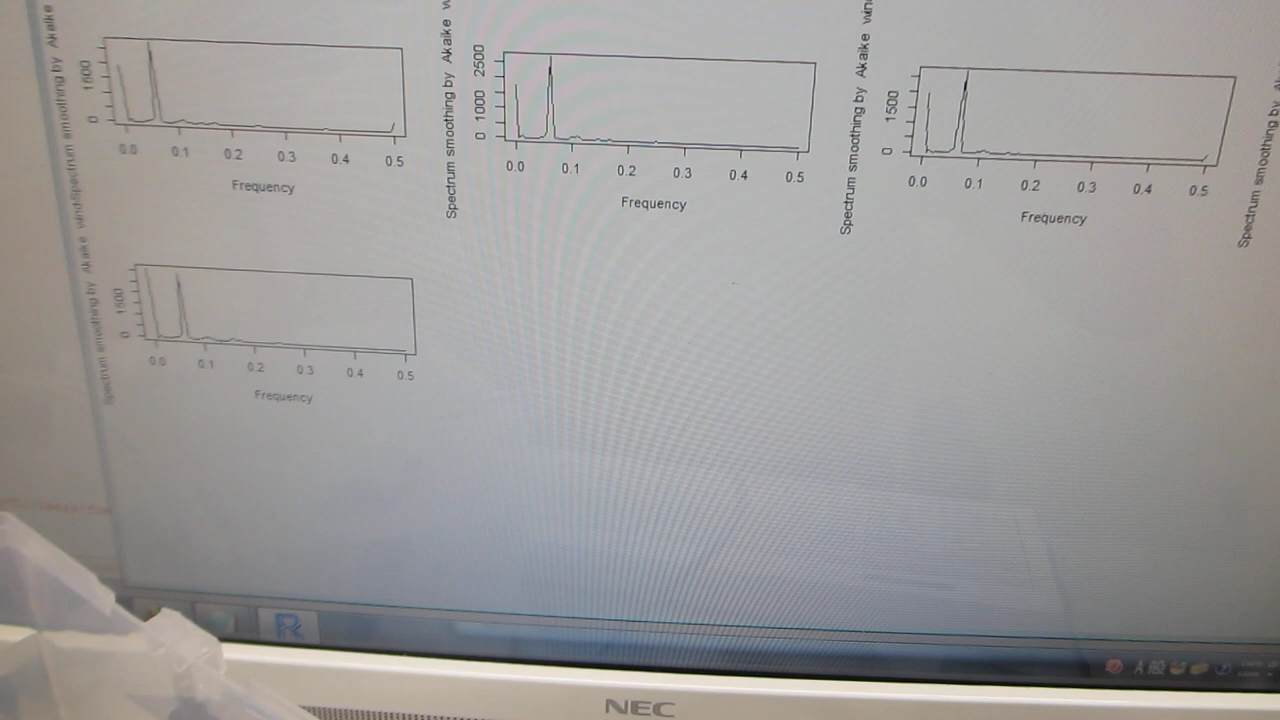 Spectrum smoothing by Akaike
1500
0
0.0 0.1 0.2 0.3 0.4 0.5
Frequency
Spectrum smoothing by Akaike
2500
1000
0
0.0 0.1 0.2 0.3 0.4 0.5
Frequency
Spectrum smoothing by Akaike
1500
0
0.0 0.1 0.2 0.3 0.4 0.5
Frequency
Spectrum smoothing by
Spectrum smoothing by Akaike
1500
0
0.0 0.1 0.2 0.3 0.4 0.5
Frequency
R
NEC